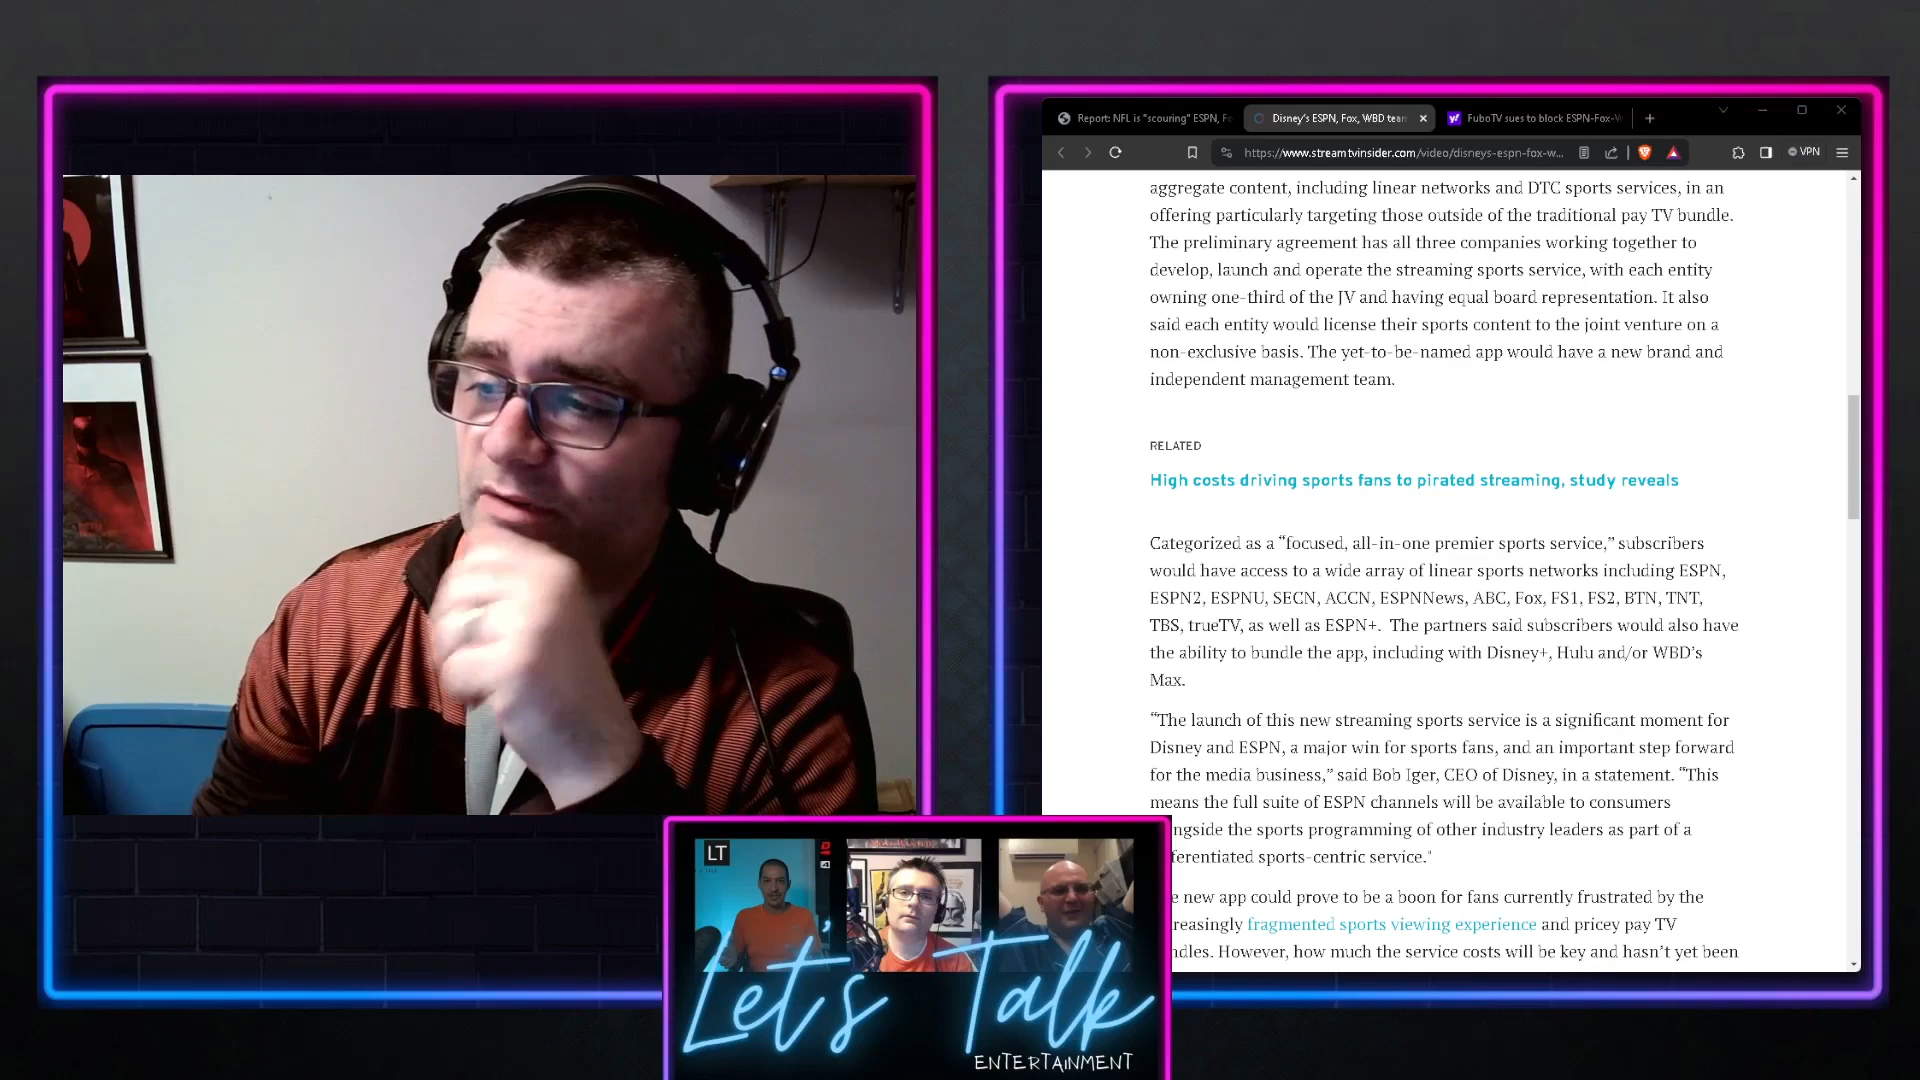 Report: NFL is "scouring" ESPN, Fo
Disney's ESPN, Fox, WBD team
FuboTV sues to block ESPN-Fox-W
https://www.streamtvinsider.com/video/disneys-espn-fox-w...
VPN
aggregate content, including linear networks and DTC sports services, in an
offering particularly targeting those outside of the traditional pay TV bundle.
The preliminary agreement has all three companies working together to
develop, launch and operate the streaming sports service, with each entity
owning one-third of the JV and having equal board representation. It also
said each entity would license their sports content to the joint venture on a
non-exclusive basis. The yet-to-be-named app would have a new brand and
independent management team.
RELATED
High costs driving sports fans to pirated streaming, study reveals
Categorized as a “focused, all-in-one premier sports service,” subscribers
would have access to a wide array of linear sports networks including ESPN,
ESPN2, ESPNU, SECN, ACCN, ESPNNews, ABC, Fox, FS1, FS2, BTN, TNT,
TBS, trueTV, as well as ESPN+. The partners said subscribers would also have
the ability to bundle the app, including with Disney+, Hulu and/or WBD’s
Max.
“The launch of this new streaming sports service is a significant moment for
Disney and ESPN, a major win for sports fans, and an important step forward
for the media business,” said Bob Iger, CEO of Disney, in a statement. “This
means the full suite of ESPN channels will be available to consumers
ngside the sports programming of other industry leaders as part of a
ferentiated sports-centric service."
e new app could prove to be a boon for fans currently frustrated by the
reasingly fragmented sports viewing experience and pricey pay TV
ndles. However, how much the service costs will be key and hasn’t yet been
LT
Let's Talk
ENTERTAINMENT